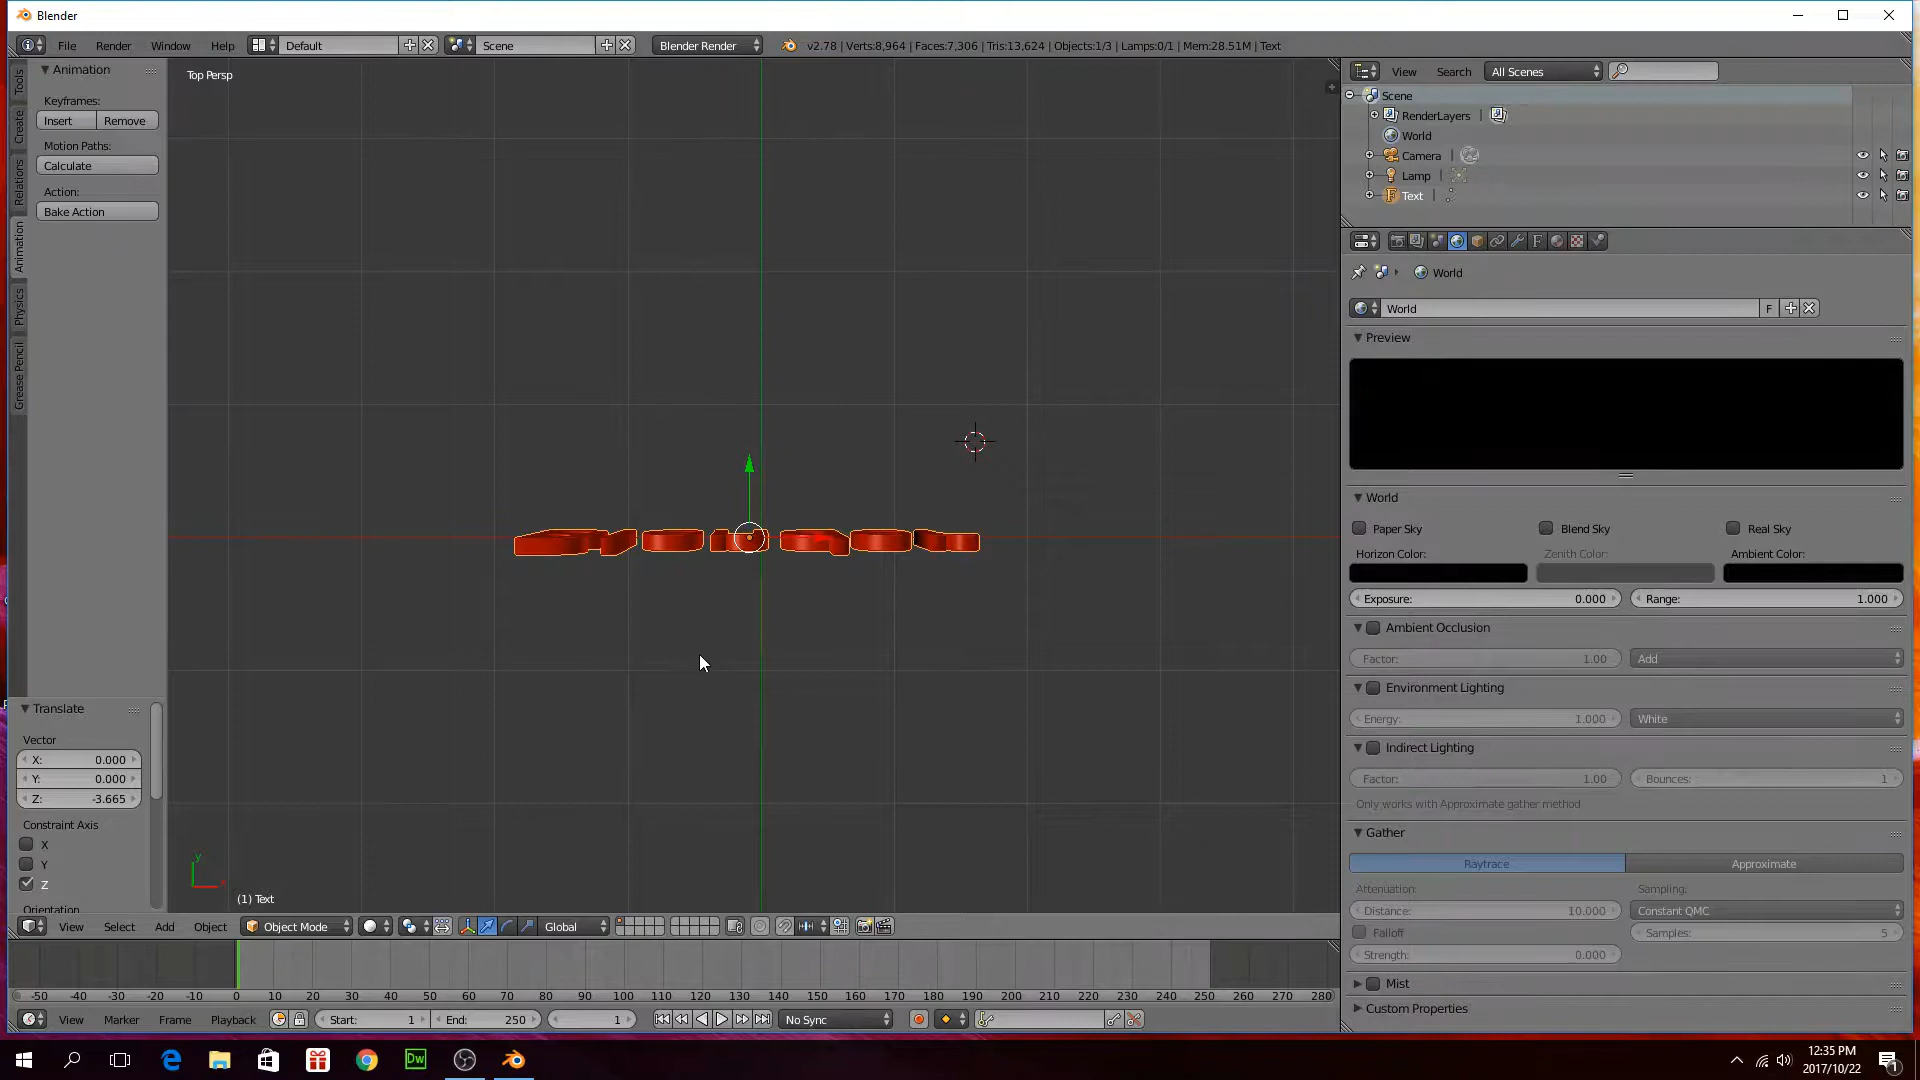 Blender
File Render Window Help Default Scene Blender Render v2.78 | Verts:8,964 | Faces:7,306 | Tris:13,624 | Objects:1/3 | Lamps:0/1 | Mem:28.51M | Text
Tools
Create
Relations
Animation
Physics
Grease Pencil
Animation
Keyframes:
Insert Remove
Motion Paths:
Calculate
Action:
Bake Action
Translate
Vector
X: 0.000
Y: 0.000
Z: -3.665
Constraint Axis
X
Y
Z
Orientation
Top Persp
y
x
(1) Text
View Select Add Object Object Mode Global
-50 -40 -30 -20 -10 0 10 20 30 40 50 60 70 80 90 100 110 120 130 140 150 160 170 180 190 200 210 220 230 240 250 260 270 280
View Marker Frame Playback Start: 1 End: 250 1 No Sync
View Search All Scenes
Scene
RenderLayers |
World
Camera |
Lamp |
Text |
World
World F
Preview
World
Paper Sky Blend Sky Real Sky
Horizon Color: Zenith Color: Ambient Color:
Exposure: 0.000 Range: 1.000
Ambient Occlusion
Factor: 1.00 Add
Environment Lighting
Energy: 1.000 White
Indirect Lighting
Factor: 1.00 Bounces: 1
Only works with Approximate gather method
Gather
Raytrace Approximate
Attenuation: Sampling:
Distance: 10.000 Constant QMC
Falloff Samples: 5
Strength: 0.000
Mist
Custom Properties
Dw
12:35 PM
2017/10/22
1